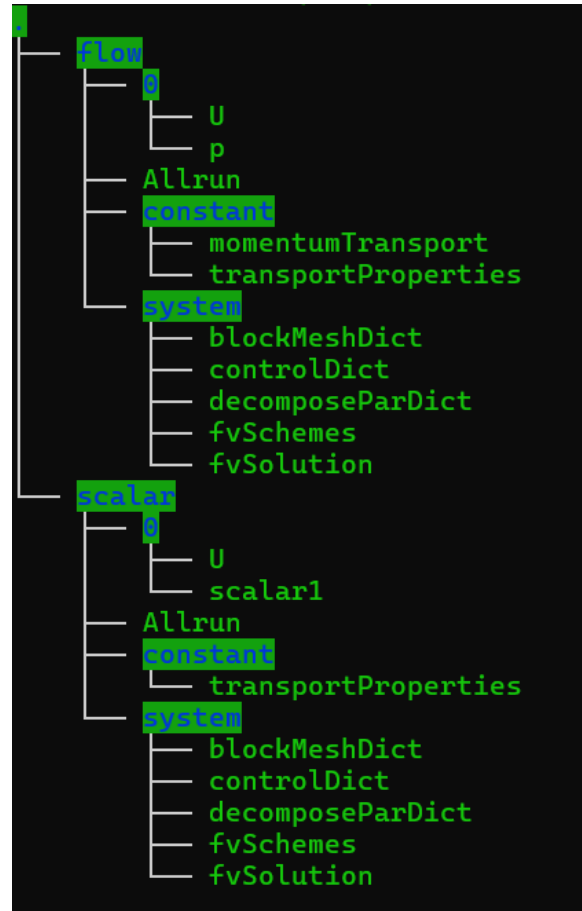 .
flow
0
U
p
Allrun
constant
momentumTransport
transportProperties
system
blockMeshDict
controlDict
decomposeParDict
fvSchemes
fvSolution
scalar
0
U
scalar1
Allrun
constant
transportProperties
system
blockMeshDict
controlDict
decomposeParDict
fvSchemes
fvSolution